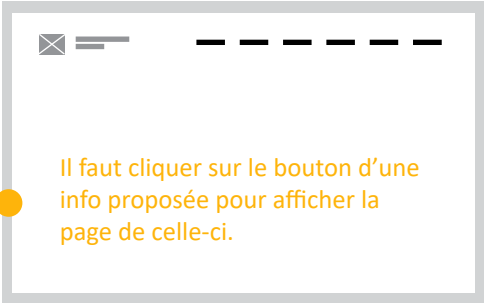 Il faut cliquer sur le bouton d’une
info proposée pour afficher la
page de celle-ci.